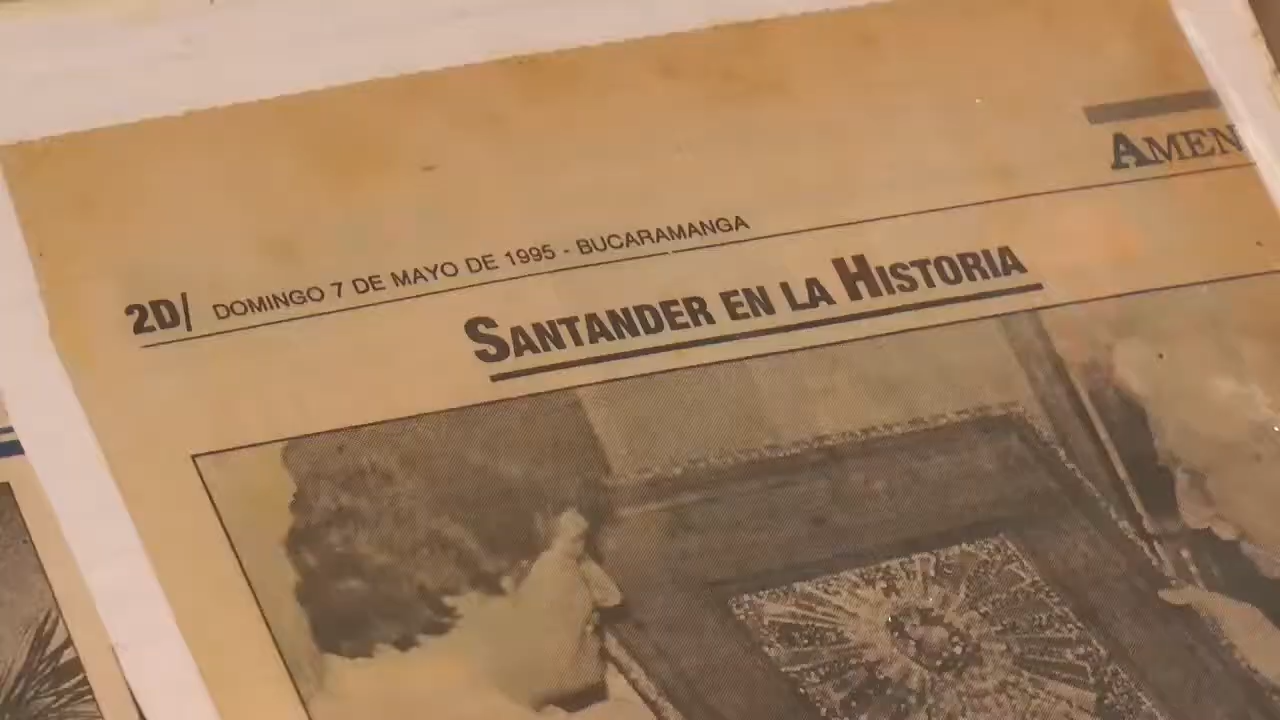 AMEN
2D/ DOMINGO 7 DE MAYO DE 1995 - BUCARAMANGA
SANTANDER EN LA HISTORIA